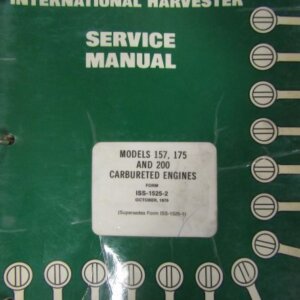 INTERNATIONAL HARVESTER
SERVICE
MANUAL
MODELS 157, 175
AND 200
CARBURETED ENGINES
FORM
ISS-1525-2
OCTOBER, 1979
(Supersedes Form ISS-1525-1)